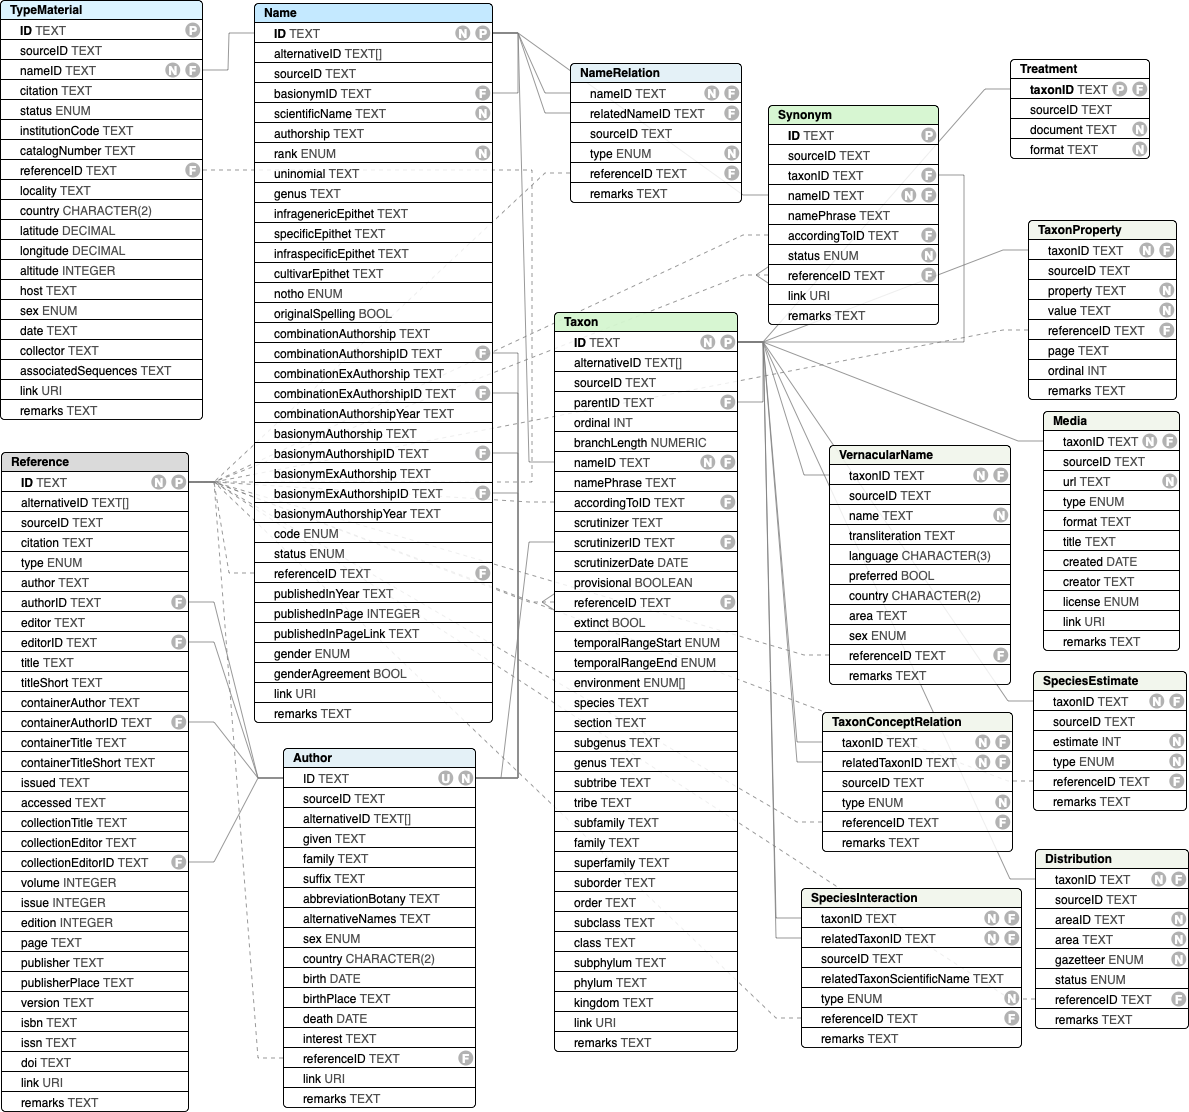 TypeMaterial
ID TEXT P
sourceID TEXT
nameID TEXT N F
citation TEXT
status ENUM
institutionCode TEXT
catalogNumber TEXT
referenceID TEXT F
locality TEXT
country CHARACTER(2)
latitude DECIMAL
longitude DECIMAL
altitude INTEGER
host TEXT
sex ENUM
date TEXT
collector TEXT
associatedSequences TEXT
link URI
remarks TEXT
Reference
ID TEXT N P
alternativeID TEXT[]
sourceID TEXT
citation TEXT
type ENUM
author TEXT
authorID TEXT F
editor TEXT
editorID TEXT F
title TEXT
titleShort TEXT
containerAuthor TEXT
containerAuthorID TEXT F
containerTitle TEXT
containerTitleShort TEXT
issued TEXT
accessed TEXT
collectionTitle TEXT
collectionEditor TEXT
collectionEditorID TEXT F
volume INTEGER
issue INTEGER
edition INTEGER
page TEXT
publisher TEXT
publisherPlace TEXT
version TEXT
isbn TEXT
issn TEXT
doi TEXT
link URI
remarks TEXT
Name
ID TEXT N P
alternativeID TEXT[]
sourceID TEXT
basionymID TEXT F
scientificName TEXT N
authorship TEXT
rank ENUM N
uninomial TEXT
genus TEXT
infragenericEpithet TEXT
specificEpithet TEXT
infraspecificEpithet TEXT
cultivarEpithet TEXT
notho ENUM
originalSpelling BOOL
combinationAuthorship TEXT
combinationAuthorshipID TEXT F
combinationExAuthorship TEXT
combinationExAuthorshipID TEXT F
combinationAuthorshipYear TEXT
basionymAuthorship TEXT
basionymAuthorshipID TEXT F
basionymExAuthorship TEXT
basionymExAuthorshipID TEXT F
basionymAuthorshipYear TEXT
code ENUM
status ENUM
referenceID TEXT F
publishedInYear TEXT
publishedInPage INTEGER
publishedInPageLink TEXT
gender ENUM
genderAgreement BOOL
link URI
remarks TEXT
Author
ID TEXT U N
sourceID TEXT
alternativeID TEXT[]
given TEXT
family TEXT
suffix TEXT
abbreviationBotany TEXT
alternativeNames TEXT
sex ENUM
country CHARACTER(2)
birth DATE
birthPlace TEXT
death DATE
interest TEXT
referenceID TEXT F
link URI
remarks TEXT
NameRelation
nameID TEXT N F
relatedNameID TEXT F
sourceID TEXT
type ENUM N
referenceID TEXT F
remarks TEXT
Taxon
ID TEXT N P
alternativeID TEXT[]
sourceID TEXT
parentID TEXT F
ordinal INT
branchLength NUMERIC
nameID TEXT N F
namePhrase TEXT
accordingToID TEXT F
scrutinizer TEXT
scrutinizerID TEXT F
scrutinizerDate DATE
provisional BOOLEAN
referenceID TEXT F
extinct BOOL
temporalRangeStart ENUM
temporalRangeEnd ENUM
environment ENUM[]
species TEXT
section TEXT
subgenus TEXT
genus TEXT
subtribe TEXT
tribe TEXT
subfamily TEXT
family TEXT
superfamily TEXT
suborder TEXT
order TEXT
subclass TEXT
class TEXT
subphylum TEXT
phylum TEXT
kingdom TEXT
link URI
remarks TEXT
Synonym
ID TEXT P
sourceID TEXT
taxonID TEXT F
nameID TEXT N F
namePhrase TEXT
accordingToID TEXT F
status ENUM N
referenceID TEXT F
link URI
remarks TEXT
VernacularName
taxonID TEXT N F
sourceID TEXT
name TEXT N
transliteration TEXT
language CHARACTER(3)
preferred BOOL
country CHARACTER(2)
area TEXT
sex ENUM
referenceID TEXT F
remarks TEXT
TaxonConceptRelation
taxonID TEXT N F
relatedTaxonID TEXT N F
sourceID TEXT
type ENUM N
referenceID TEXT F
remarks TEXT
SpeciesInteraction
taxonID TEXT N F
relatedTaxonID TEXT N F
sourceID TEXT
relatedTaxonScientificName TEXT
type ENUM N
referenceID TEXT F
remarks TEXT
Treatment
taxonID TEXT P F
sourceID TEXT
document TEXT N
format TEXT N
TaxonProperty
taxonID TEXT N F
sourceID TEXT
property TEXT N
value TEXT N
referenceID TEXT F
page TEXT
ordinal INT
remarks TEXT
Media
taxonID TEXT N F
sourceID TEXT
url TEXT N
type ENUM
format TEXT
title TEXT
created DATE
creator TEXT
license ENUM
link URI
remarks TEXT
SpeciesEstimate
taxonID TEXT N F
sourceID TEXT
estimate INT N
type ENUM N
referenceID TEXT F
remarks TEXT
Distribution
taxonID TEXT N F
sourceID TEXT
areaID TEXT N
area TEXT N
gazetteer ENUM N
status ENUM
referenceID TEXT F
remarks TEXT